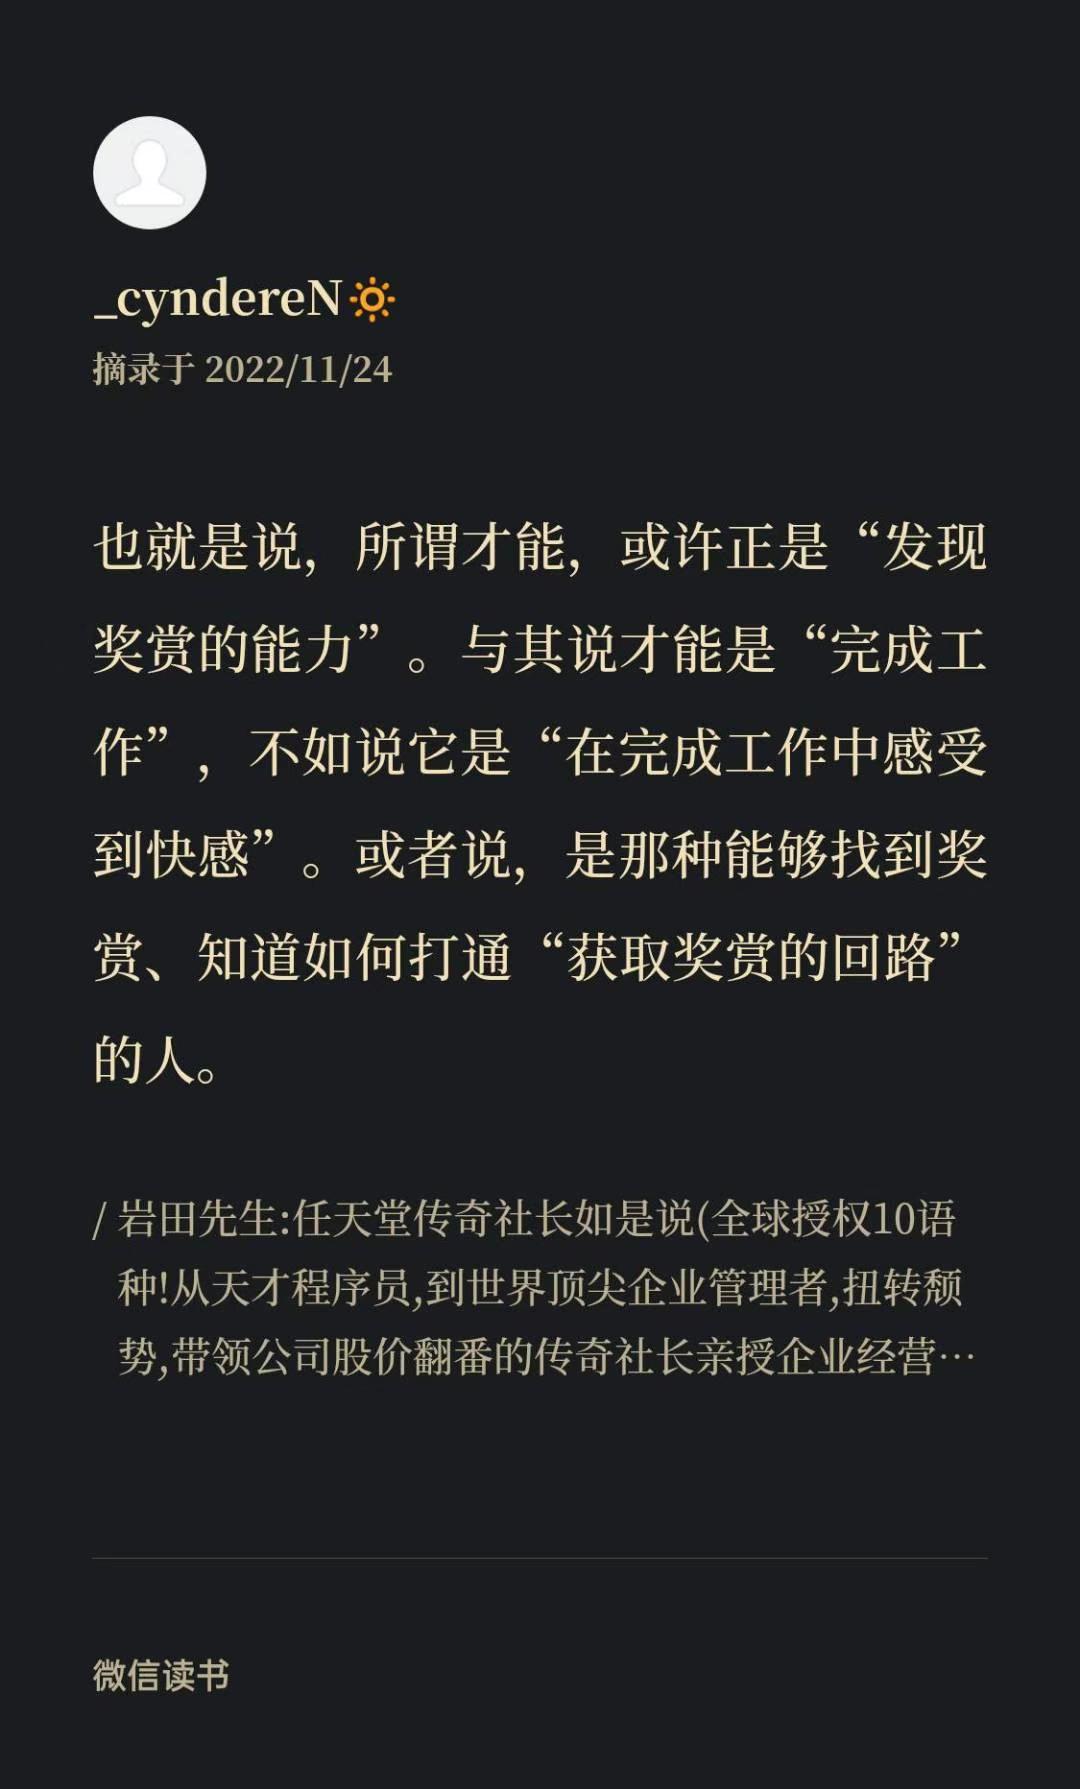 _cyndereN🔅
摘录于 2022/11/24
也就是说，所谓才能，或许正是“发现
奖赏的能力”。与其说才能是“完成工
作”，不如说它是“在完成工作中感受
到快感”。或者说，是那种能够找到奖
赏、知道如何打通“获取奖赏的回路”
的人。
/ 岩田先生:任天堂传奇社长如是说(全球授权10语
种!从天才程序员,到世界顶尖企业管理者,扭转颓
势,带领公司股价翻番的传奇社长亲授企业经营…
微信读书